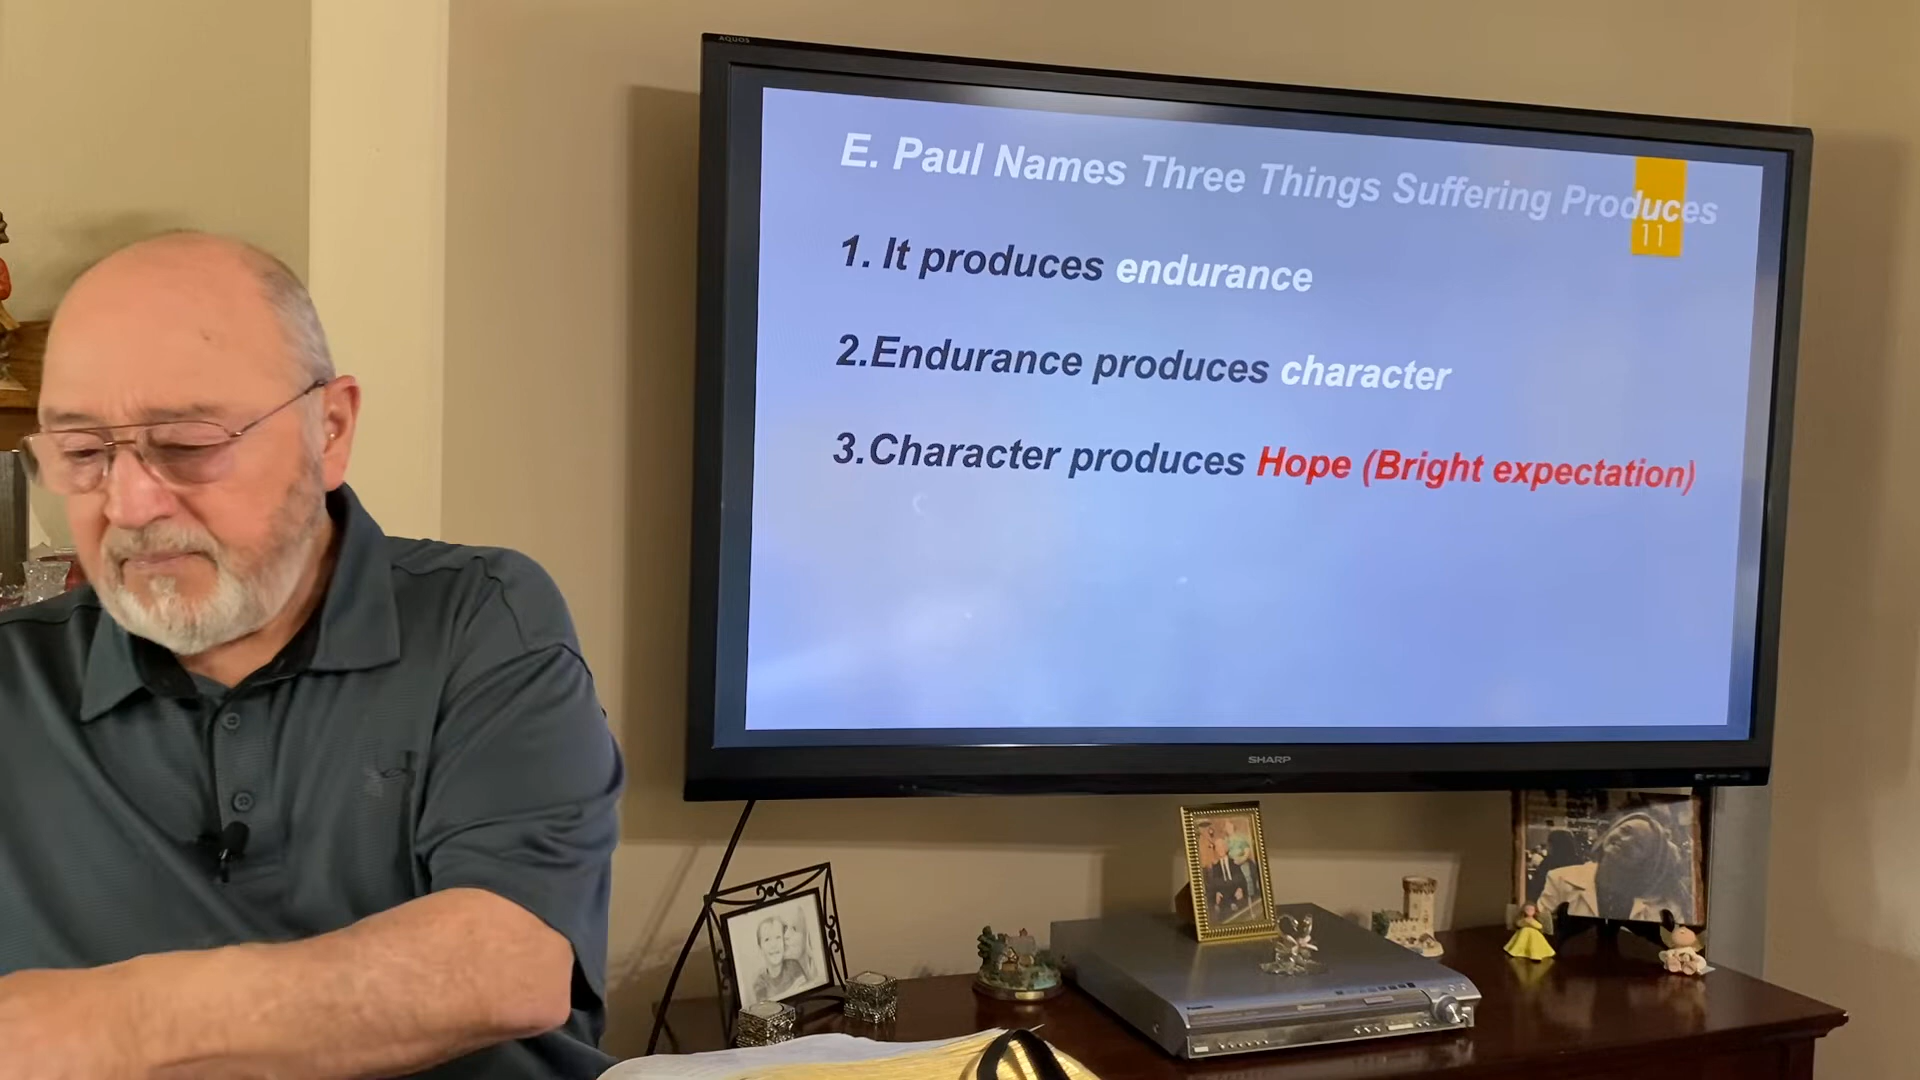 AQUOS
E. Paul Names Three Things Suffering Produces
11
1. It produces endurance
2.Endurance produces character
3.Character produces Hope (Bright expectation)
SHARP